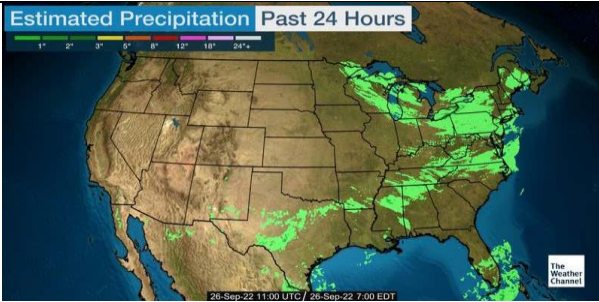 Estimated Precipitation Past 24 Hours
1" 2" 3" 5" 8" 12" 18" 24"+
The
Weather
Channel
26-Sep-22 11:00 UTC / 26-Sep-22 7:00 EDT